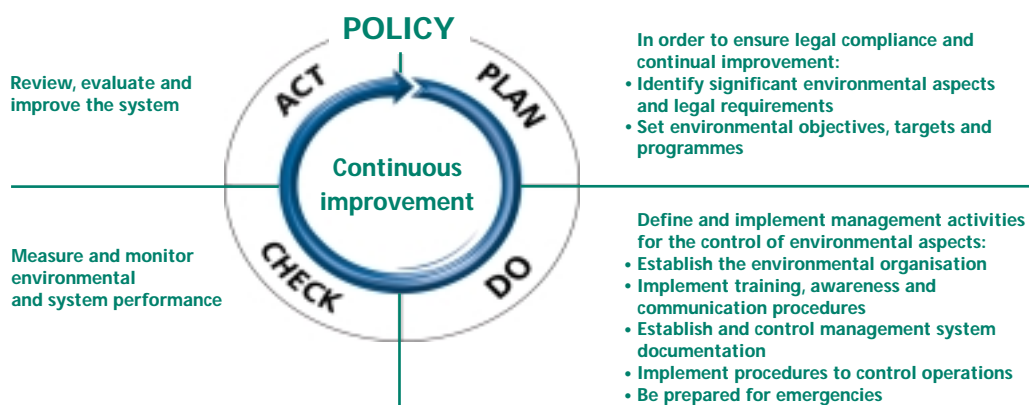 POLICY
ACT
PLAN
DO
CHECK
Continuous
improvement
Review, evaluate and
improve the system
In order to ensure legal compliance and
continual improvement:
• Identify significant environmental aspects
and legal requirements
• Set environmental objectives, targets and
programmes
Measure and monitor
environmental
and system performance
Define and implement management activities
for the control of environmental aspects:
• Establish the environmental organisation
• Implement training, awareness and
communication procedures
• Establish and control management system
documentation
• Implement procedures to control operations
• Be prepared for emergencies